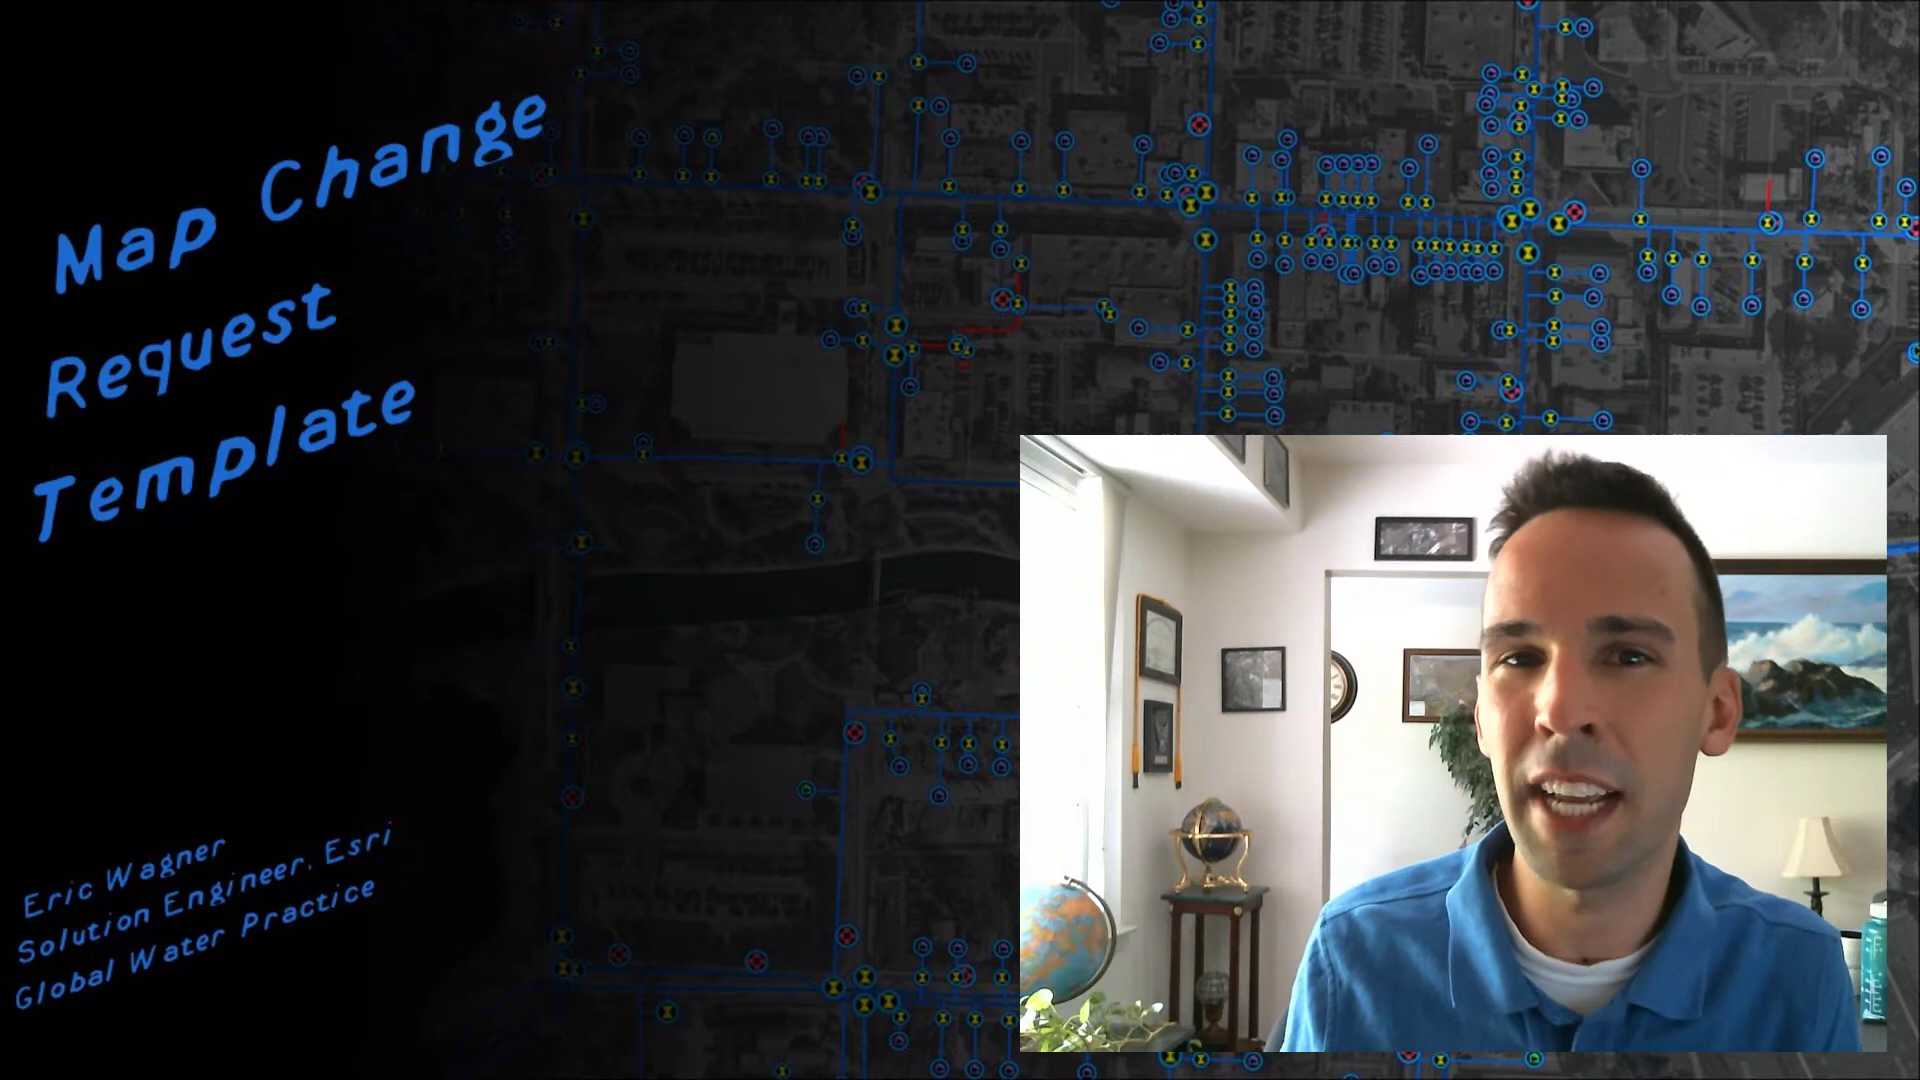 Map Change
Request
Template
Eric Wagner
Solution Engineer, Esri
Global Water Practice